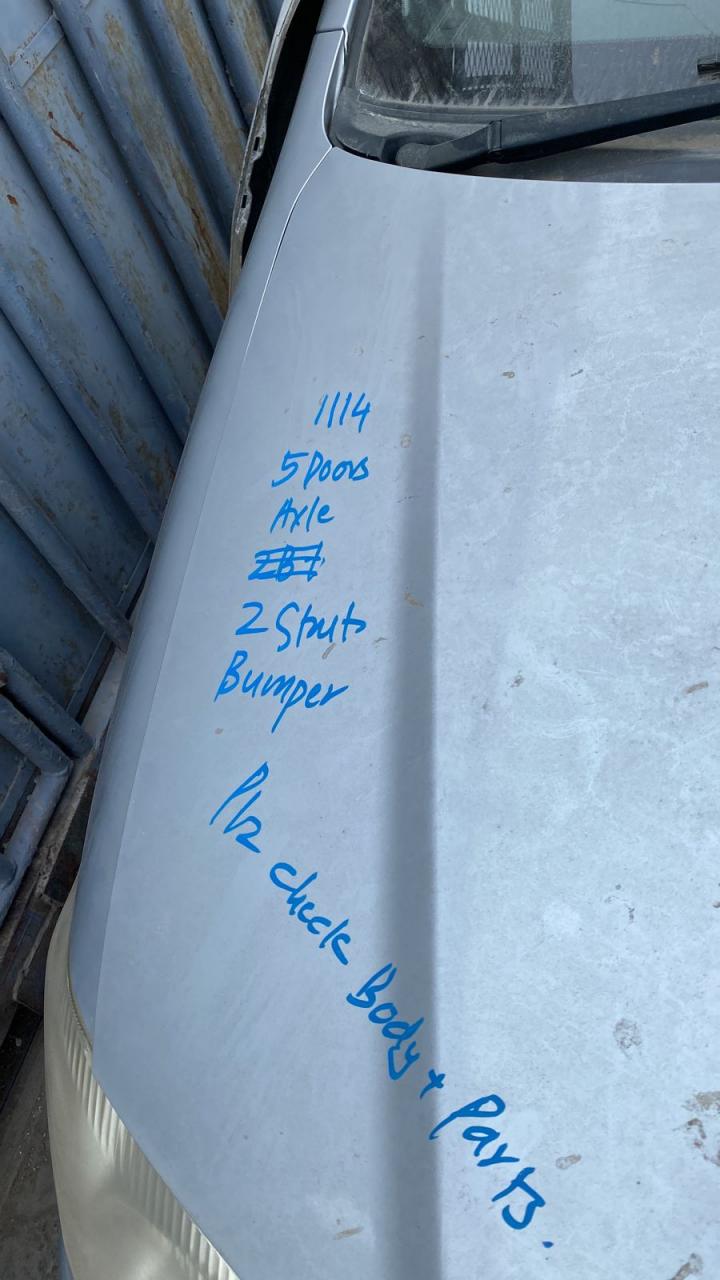 1114
5 Doors
Axle
2 Struts
Bumper
Plz check Body + Parts.